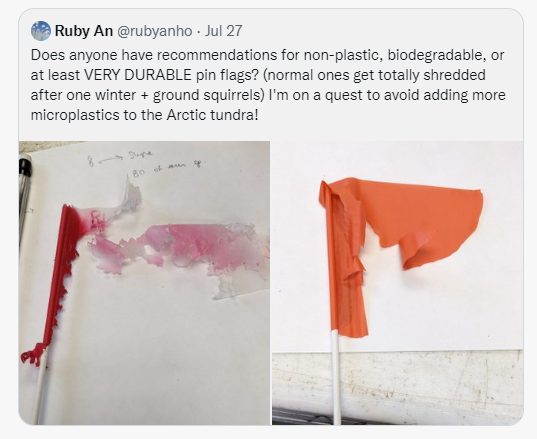 Ruby An @rubyanho · Jul 27
Does anyone have recommendations for non-plastic, biodegradable, or
at least VERY DURABLE pin flags? (normal ones get totally shredded
after one winter + ground squirrels) I'm on a quest to avoid adding more
microplastics to the Arctic tundra!